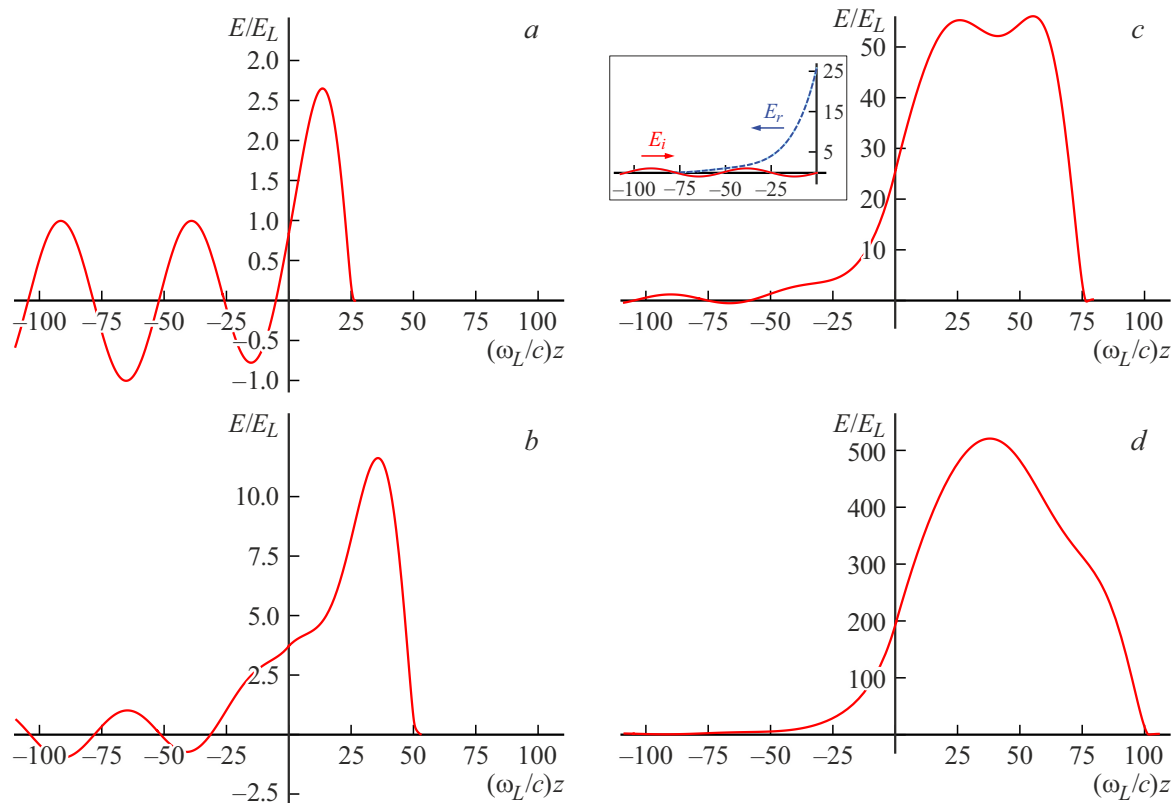 E/E_L
a
2.0
2.5
2.0
1.5
1.0
0.5
−100 −75 −50 −25 25 50 75 100
−0.5
−1.0
(ω_L/c)z
E/E_L
b
10.0
7.5
5.0
2.5
−100 −75 −50 −25 25 50 75 100
−2.5
(ω_L/c)z
E/E_L
c
50
40
30
20
10
25
15
5
E_r
E_i
−100 −75 −50 −25
−100 −75 −50 −25 25 50 75 100
(ω_L/c)z
E/E_L
d
500
400
300
200
100
−100 −75 −50 −25 25 50 75 100
(ω_L/c)z